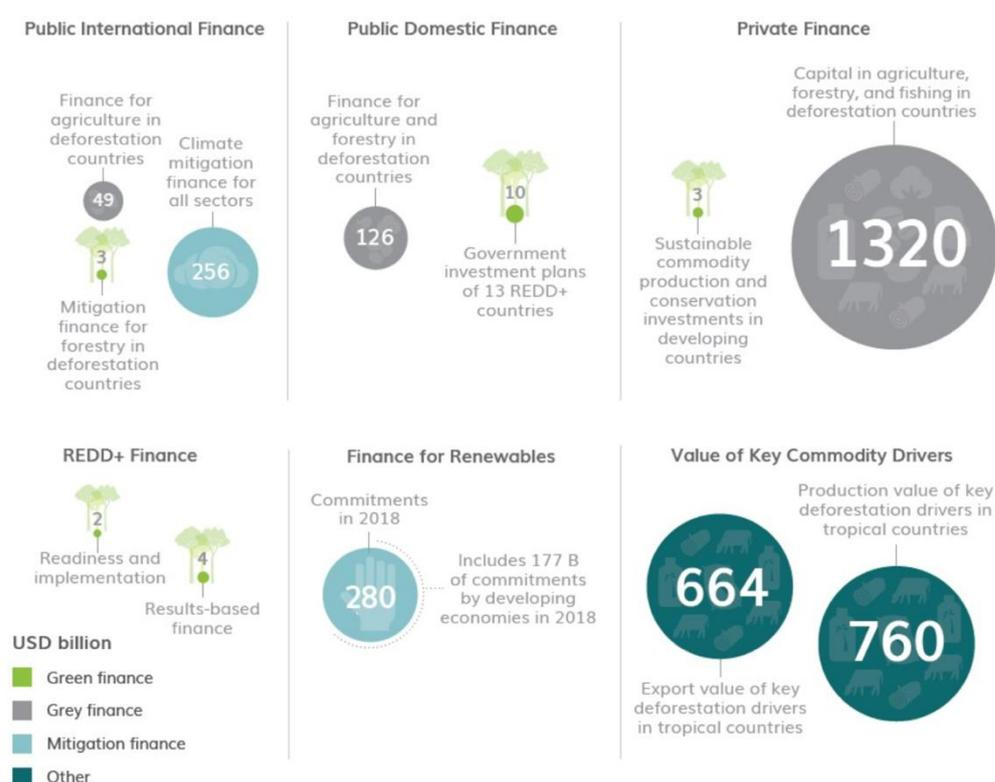 Public International Finance
Finance for
agriculture in
deforestation
countries
49
Climate
mitigation
finance for
all sectors
256
3
Mitigation
finance for
forestry in
deforestation
countries
Public Domestic Finance
Finance for
agriculture and
forestry in
deforestation
countries
126
10
Government
investment plans
of 13 REDD+
countries
Private Finance
3
Sustainable
commodity
production and
conservation
investments in
developing
countries
Capital in agriculture,
forestry, and fishing in
deforestation countries
1320
REDD+ Finance
2
Readiness and
implementation
4
Results-based
finance
Finance for Renewables
Commitments
in 2018
280
Includes 177 B
of commitments
by developing
economies in 2018
Value of Key Commodity Drivers
664
Export value of key
deforestation drivers
in tropical countries
Production value of key
deforestation drivers in
tropical countries
760
USD billion
Green finance
Grey finance
Mitigation finance
Other